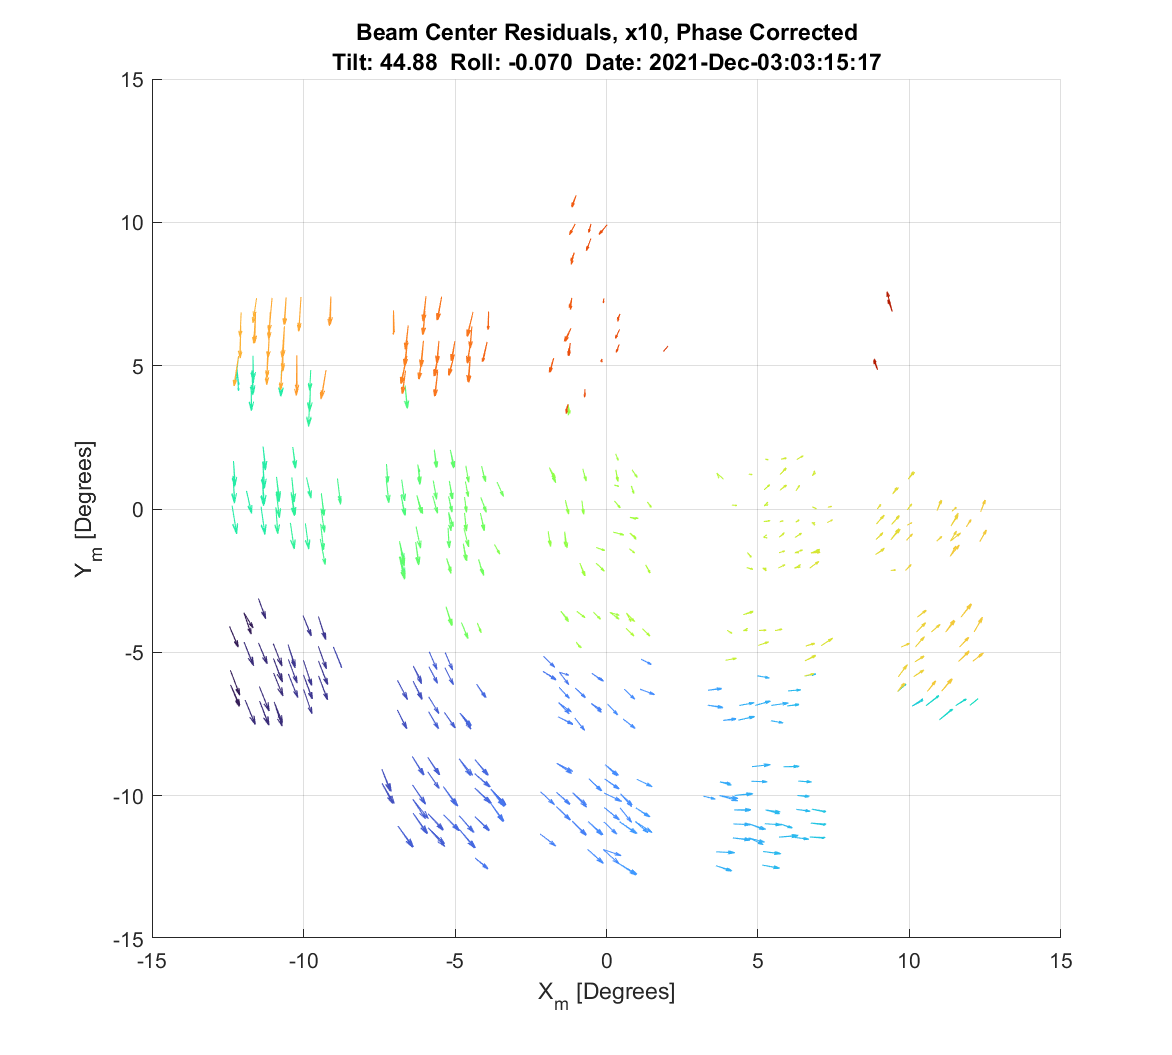 Beam Center Residuals, x10, Phase Corrected
Tilt: 44.88 Roll: -0.070 Date: 2021-Dec-03:03:15:17
15
10
5
0
-5
-10
-15
Y_m [Degrees]
-15 -10 -5 0 5 10 15
X_m [Degrees]